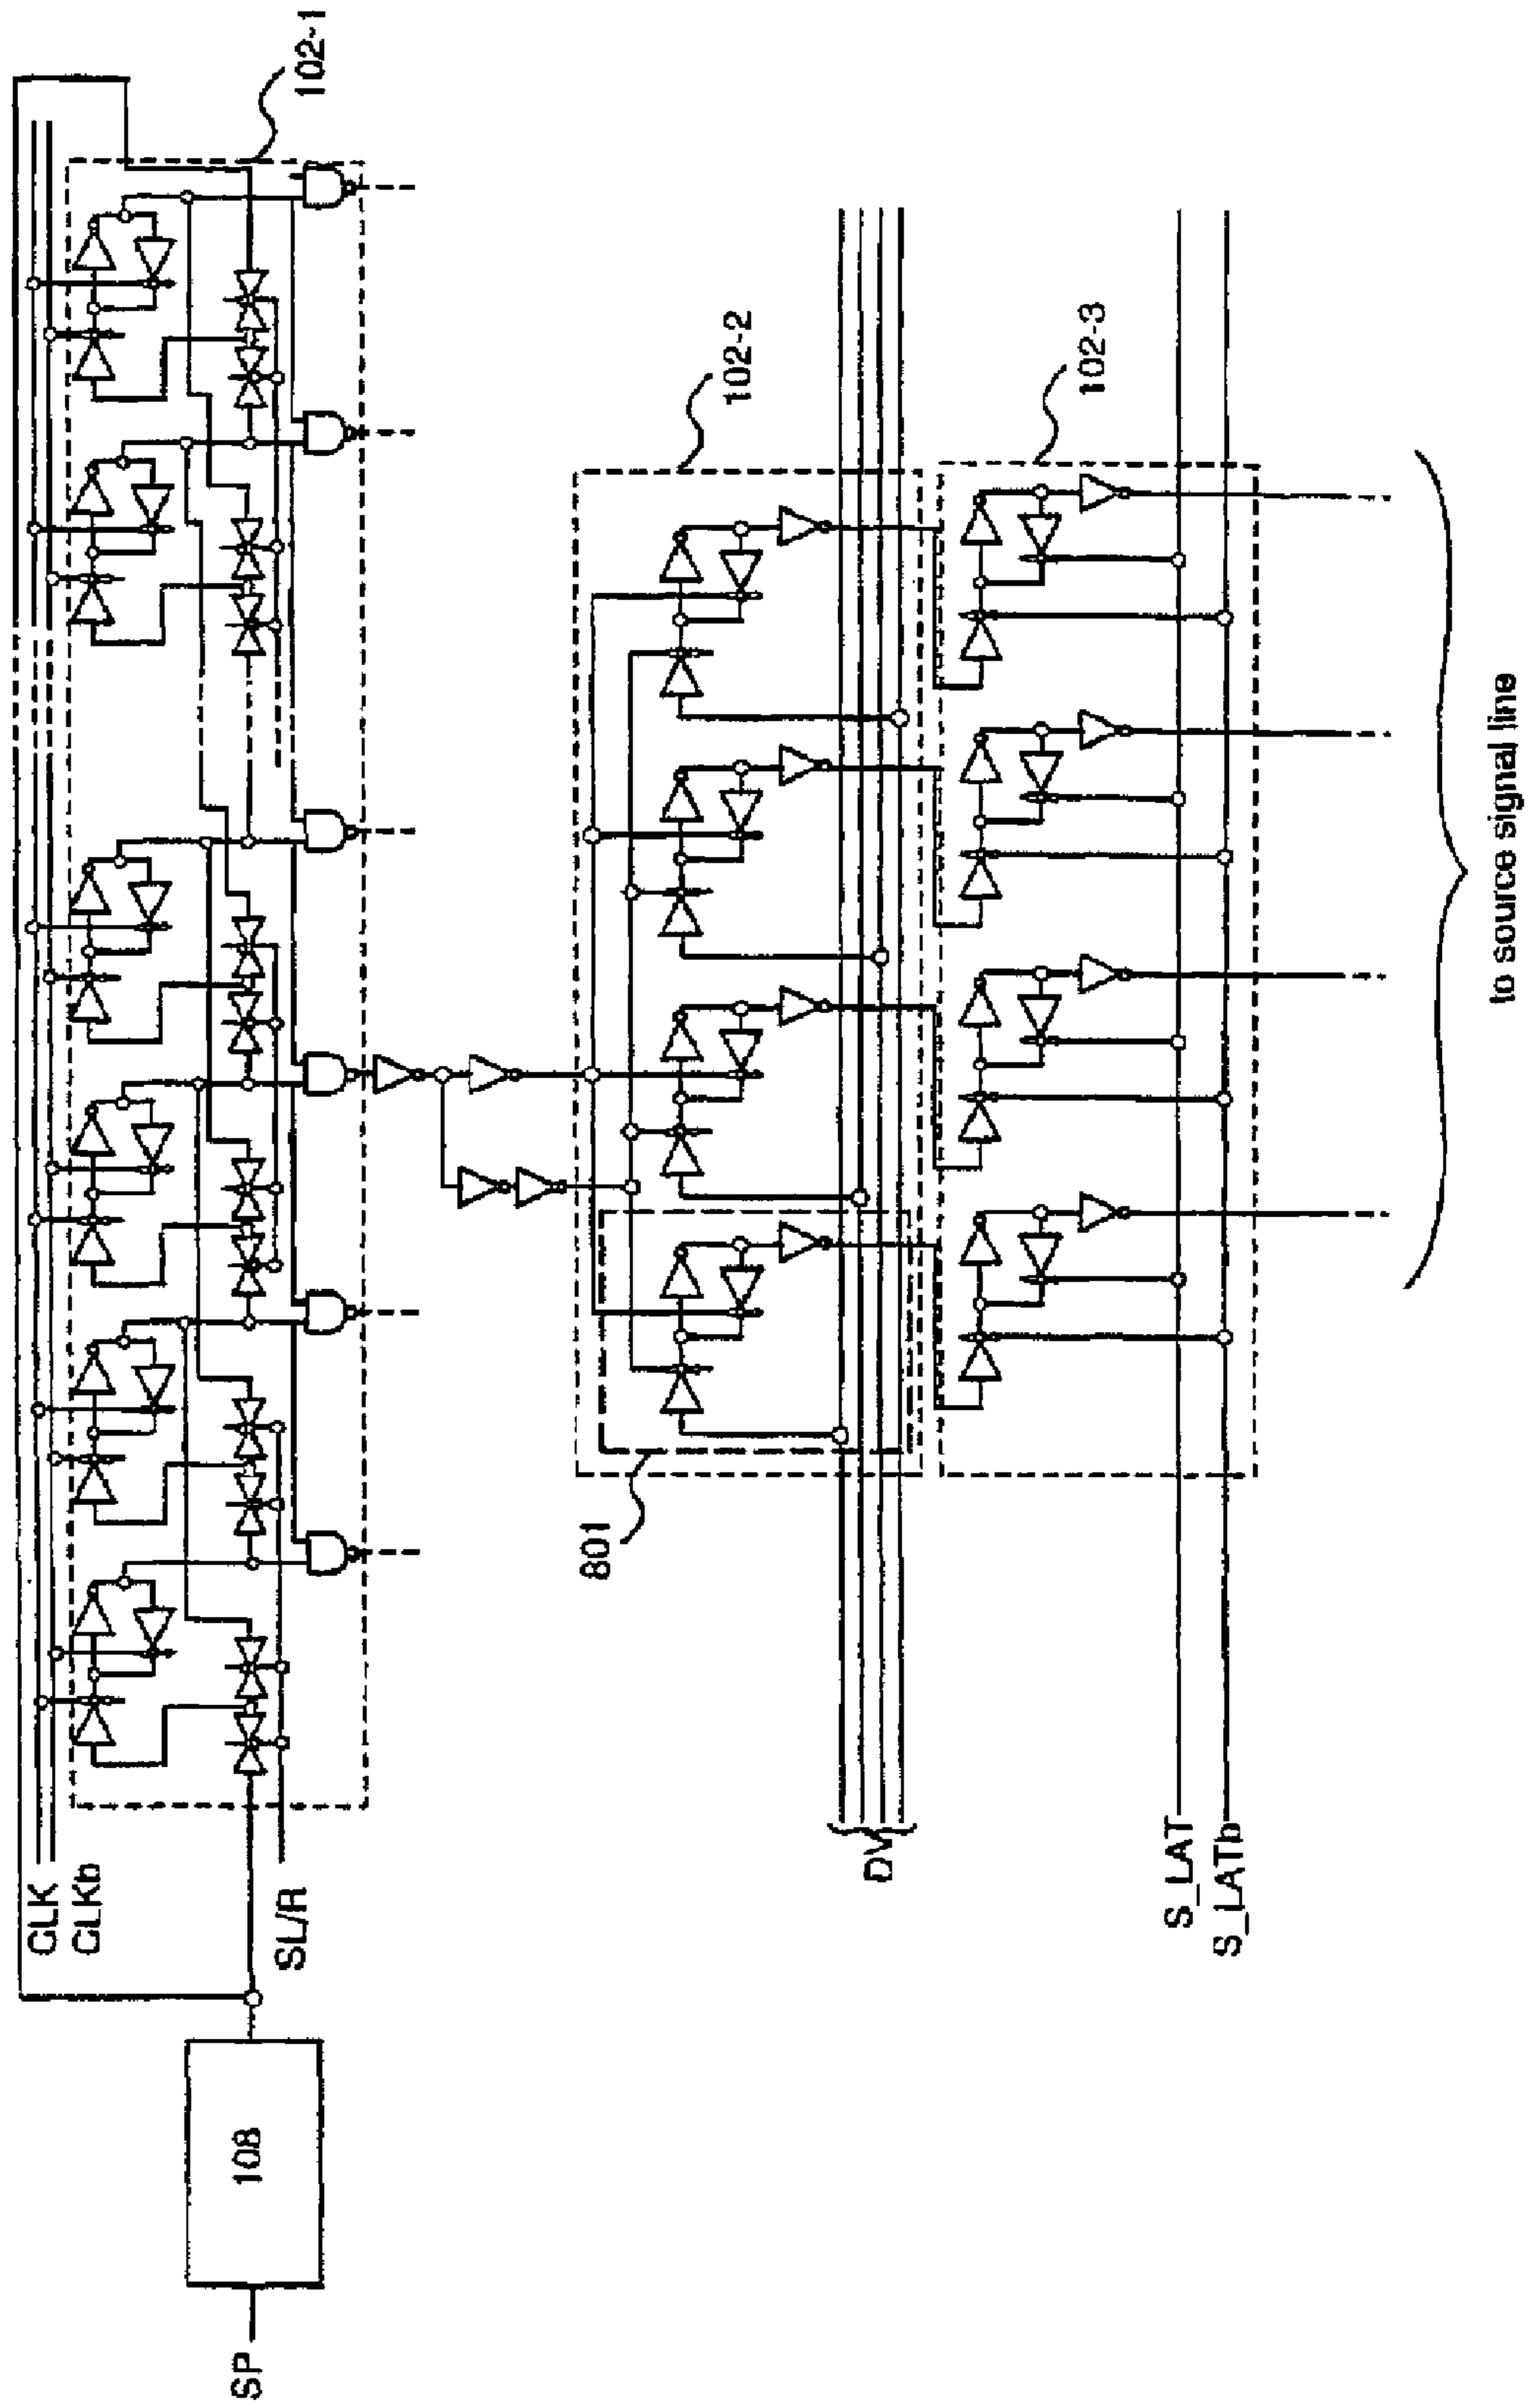 SP
108
CLK
CLKb
SL/R
102-1
801
102-2
DV
102-3
S_LAT
S_LATb
to source signal line